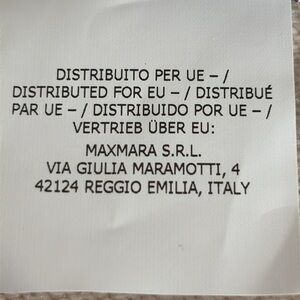 DISTRIBUITO PER UE – /
DISTRIBUTED FOR EU – / DISTRIBUÉ
PAR UE – / DISTRIBUIDO POR UE – /
VERTRIEB ÜBER EU:
MAXMARA S.R.L.
VIA GIULIA MARAMOTTI, 4
42124 REGGIO EMILIA, ITALY